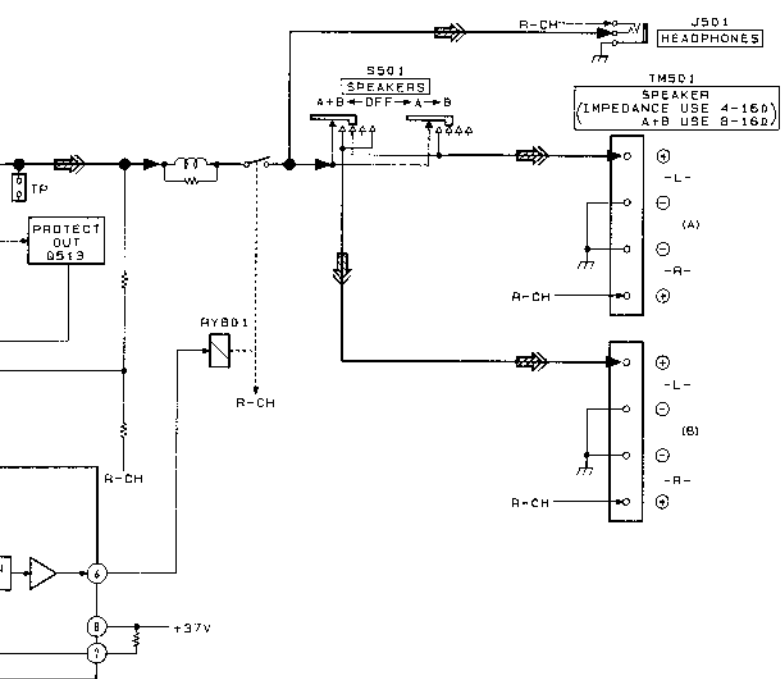 R-CH
J501
HEADPHONES
S501
SPEAKERS
A+B OFF A B
TM501
SPEAKER
(IMPEDANCE USE 4-16Ω
A+B USE 8-16Ω)
TP
PROTECT
OUT
Q513
⊕
-L-
⊖
(A)
⊖
-R-
R-CH
⊕
RY801
R-CH
⊕
-L-
⊖
(B)
⊖
-R-
R-CH
⊕
R-CH
6
8
+37V
7